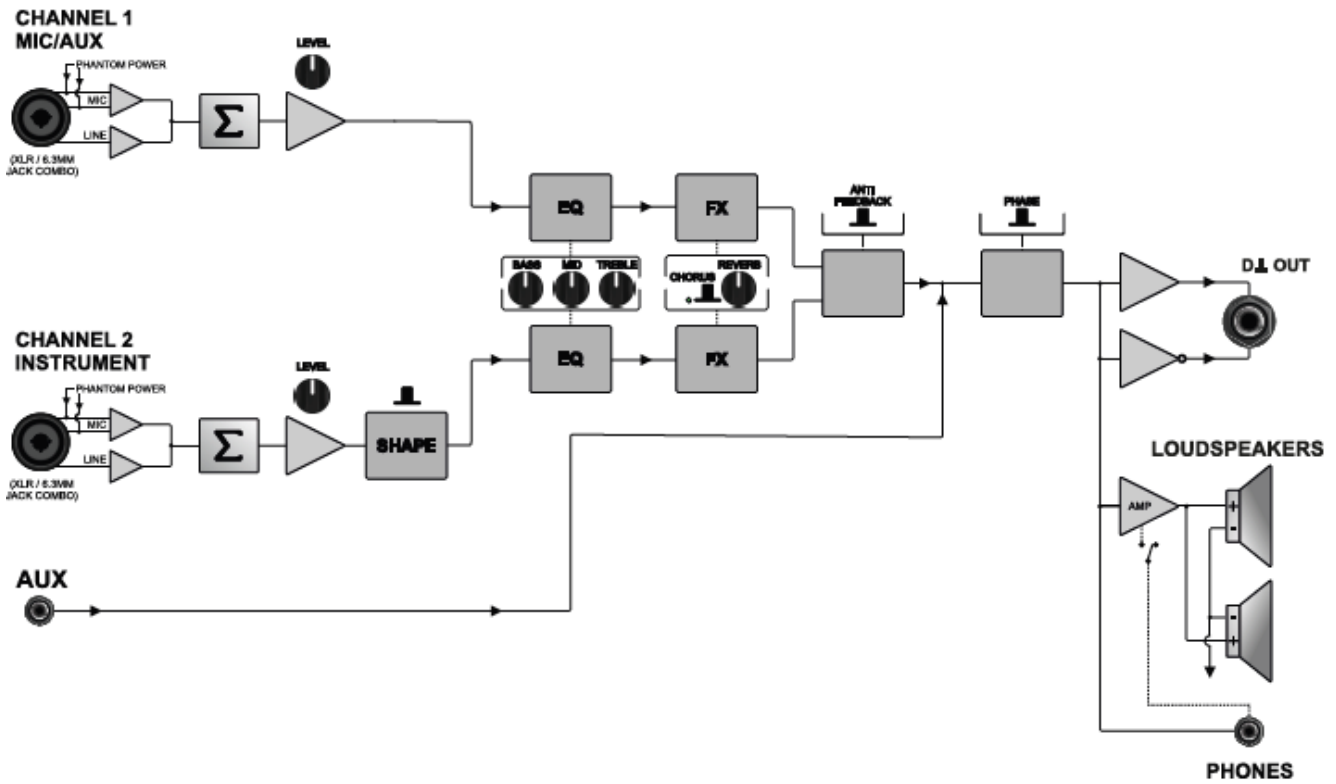 CHANNEL 1
MIC/AUX
LEVEL
PHANTOM POWER
MIC
Σ
LINE
(XLR / 6.3MM
JACK COMBO)
EQ
FX
ANTI
FEEDBACK
PHASE
BASS
MID
TREBLE
CHORUS
REVERB
D⊥ OUT
CHANNEL 2
INSTRUMENT
LEVEL
PHANTOM POWER
MIC
Σ
LINE
(XLR / 6.3MM
JACK COMBO)
SHAPE
EQ
FX
LOUDSPEAKERS
AMP
+
-
-
+
AUX
PHONES